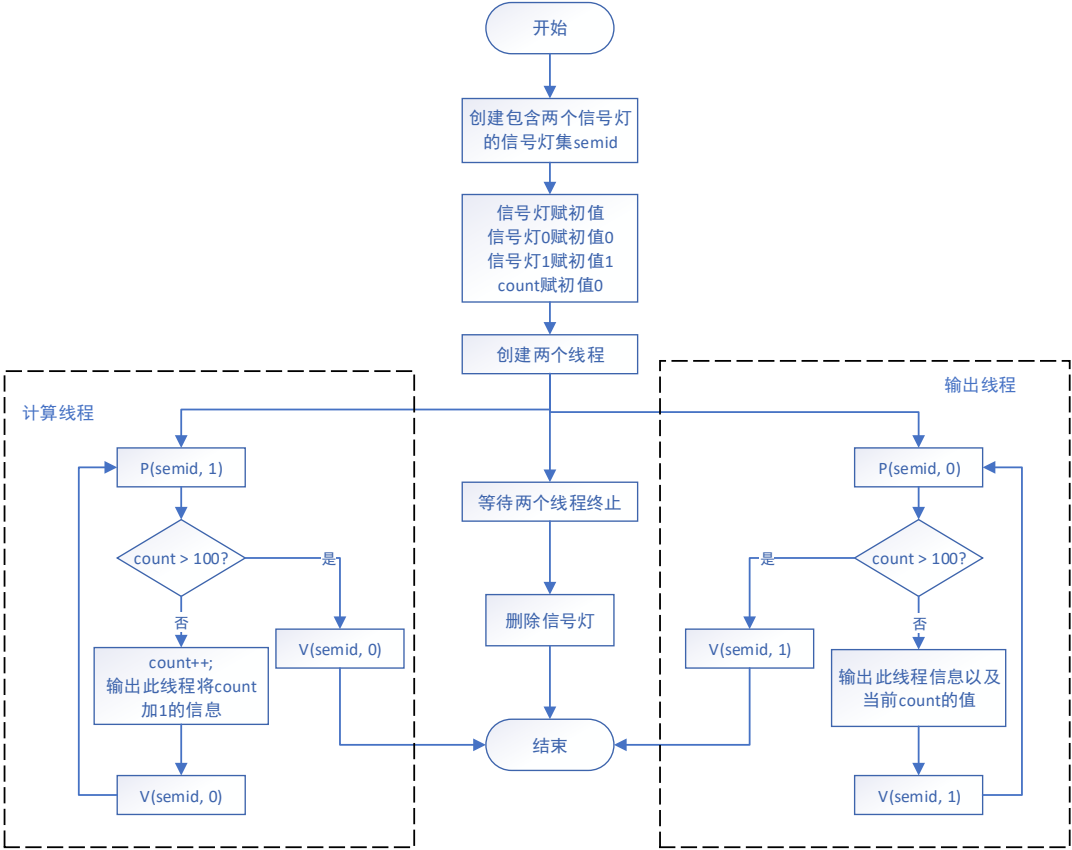 开始
创建包含两个信号灯
的信号灯集semid
信号灯赋初值
信号灯0赋初值0
信号灯1赋初值1
count赋初值0
创建两个线程
计算线程
P(semid, 1)
count > 100?
是
否
V(semid, 0)
count++;
输出此线程将count
加1的信息
V(semid, 0)
等待两个线程终止
删除信号灯
结束
输出线程
P(semid, 0)
count > 100?
是
否
V(semid, 1)
输出此线程信息以及
当前count的值
V(semid, 1)